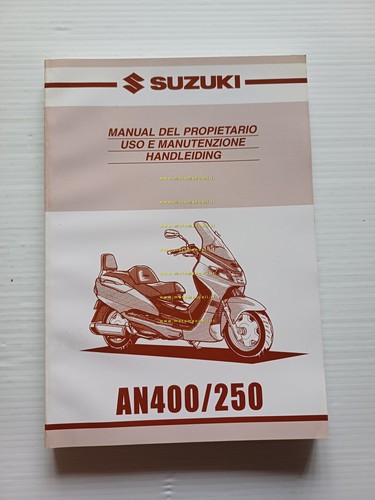 SUZUKI
MANUAL DEL PROPIETARIO
USO E MANUTENZIONE
HANDLEIDING
AN400/250